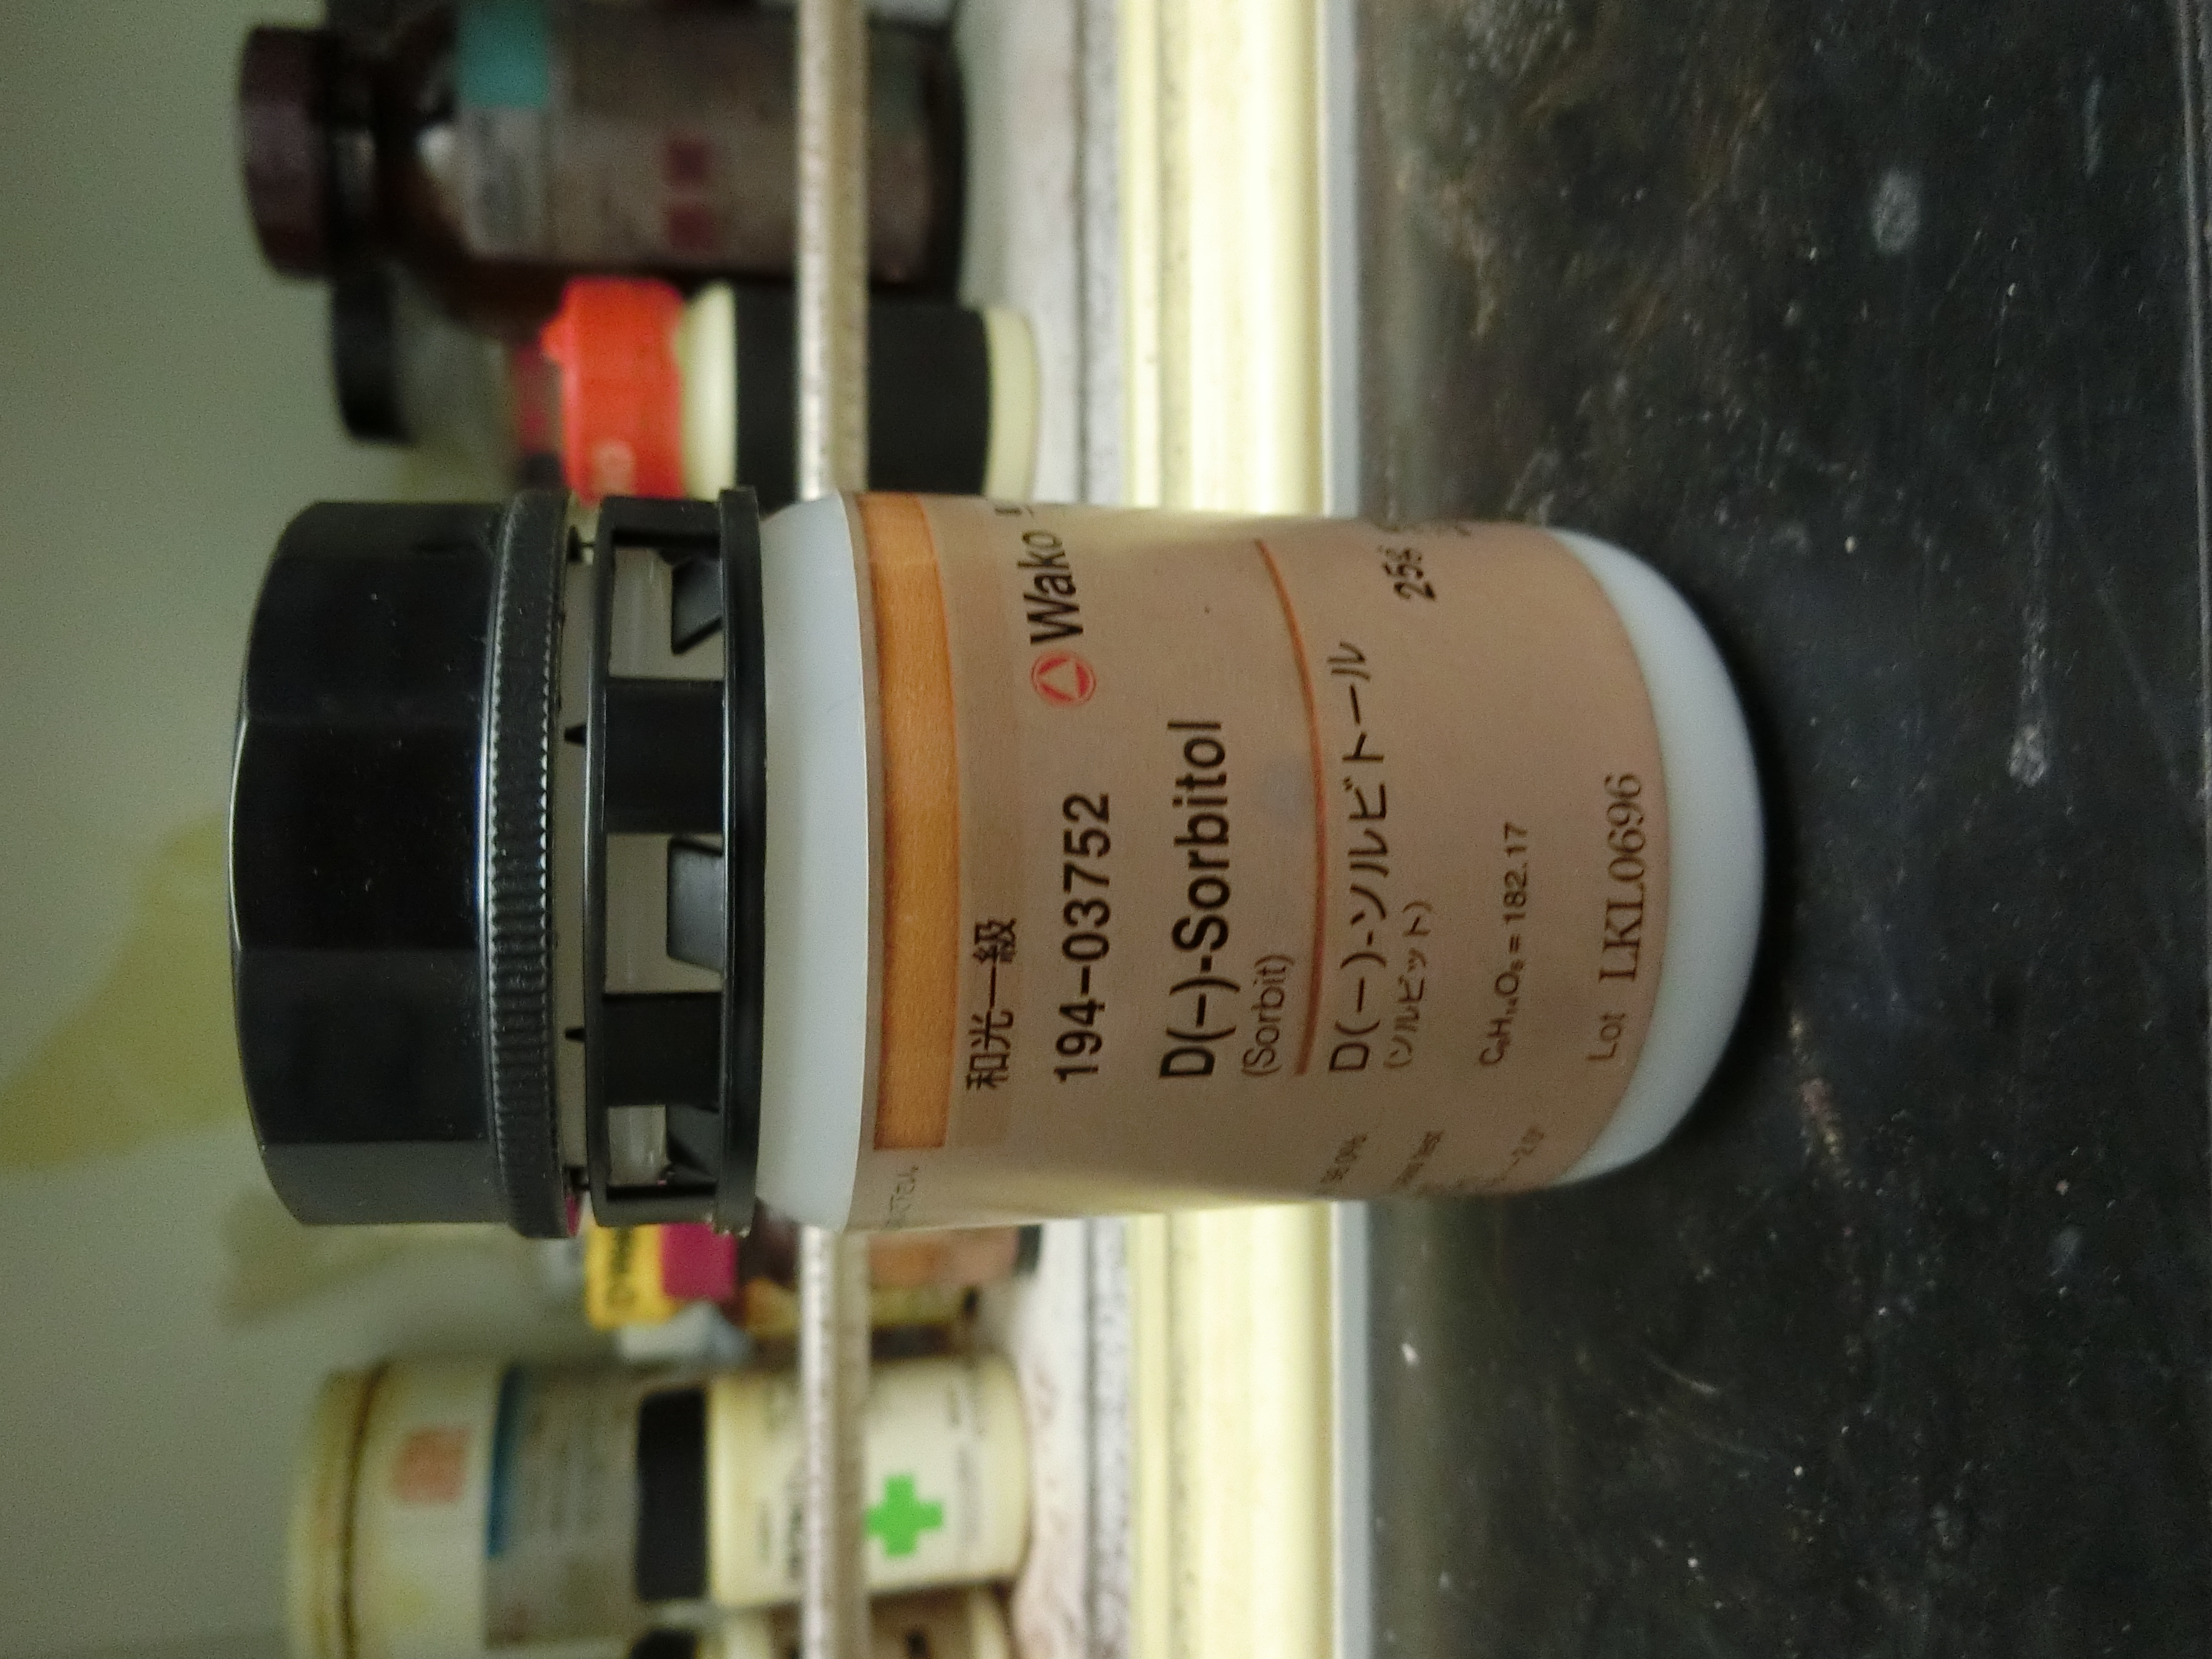 和光一級
194-03752
Wako
D(−)-Sorbitol
(Sorbit)
D(−)-ソルビトール
(ソルビット)
25g
C₆H₁₄O₆ = 182.17
Lot LKL0696